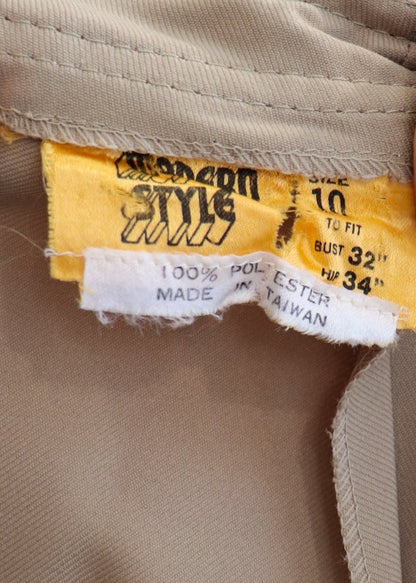 MODERN
STYLE
SIZE
10
TO FIT
BUST 32"
HIP 34"
100% POLYESTER
MADE IN TAIWAN